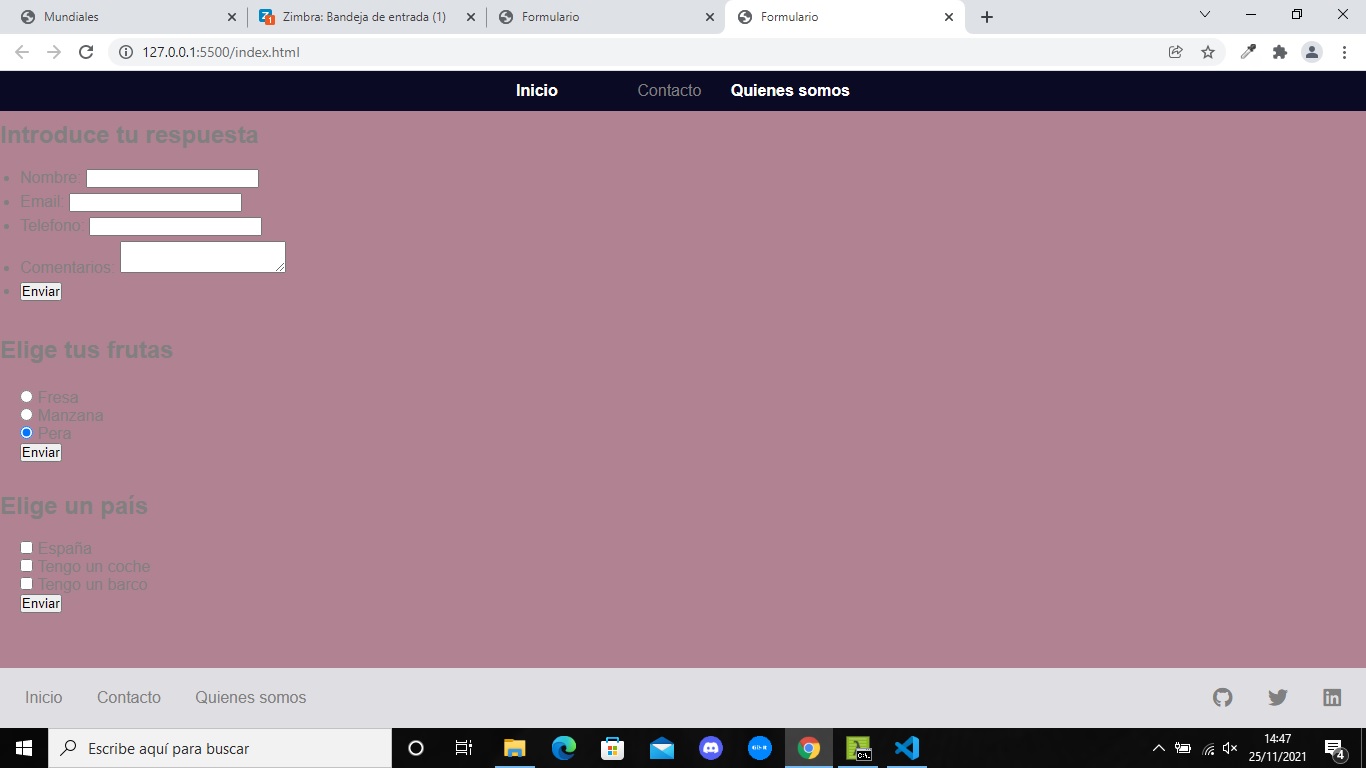 Mundiales
Zimbra: Bandeja de entrada (1)
Formulario
Formulario
127.0.0.1:5500/index.html
Inicio Contacto Quienes somos
Introduce tu respuesta
Nombre:
Email:
Telefono:
Comentarios:
Enviar
Elige tus frutas
Fresa
Manzana
Pera
Enviar
Elige un país
España
Tengo un coche
Tengo un barco
Enviar
Inicio Contacto Quienes somos
Escribe aquí para buscar
14:47
25/11/2021
4